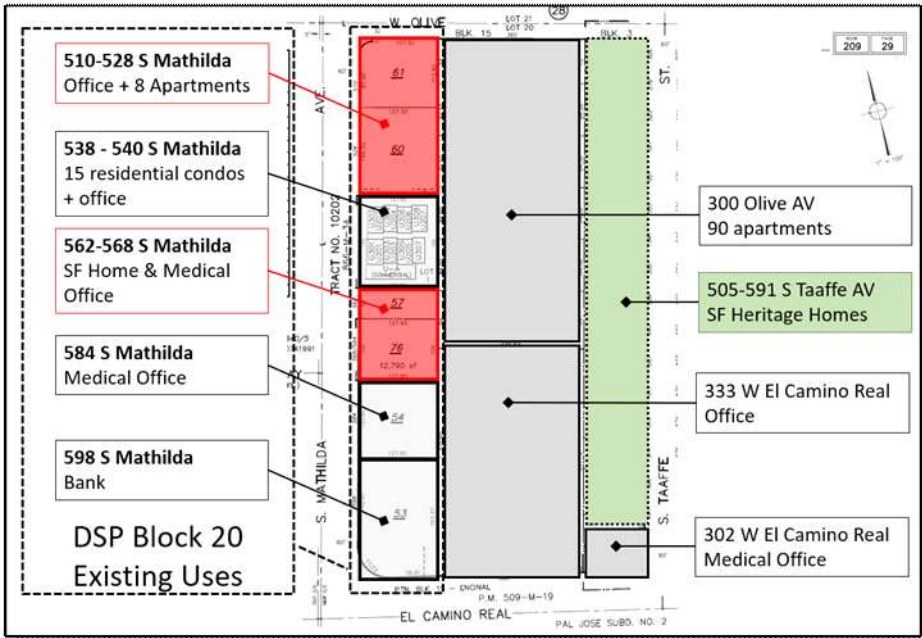 510-528 S Mathilda
Office + 8 Apartments
538 - 540 S Mathilda
15 residential condos
+ office
562-568 S Mathilda
SF Home & Medical
Office
584 S Mathilda
Medical Office
598 S Mathilda
Bank
DSP Block 20
Existing Uses
W. OLIVE
LOT 21
LOT 20
28
BLK 15
BLK 3
AVE.
TRACT NO. 10202
S. MATHILDA
61
60
LOT
57
76
12,790 sf
54
EL CAMINO REAL
P.M. 509-M-19
PAL JOSE SUBD. NO. 2
ST.
S. TAAFFE
BOOK
209
PAGE
29
300 Olive AV
90 apartments
505-591 S Taaffe AV
SF Heritage Homes
333 W El Camino Real
Office
302 W El Camino Real
Medical Office